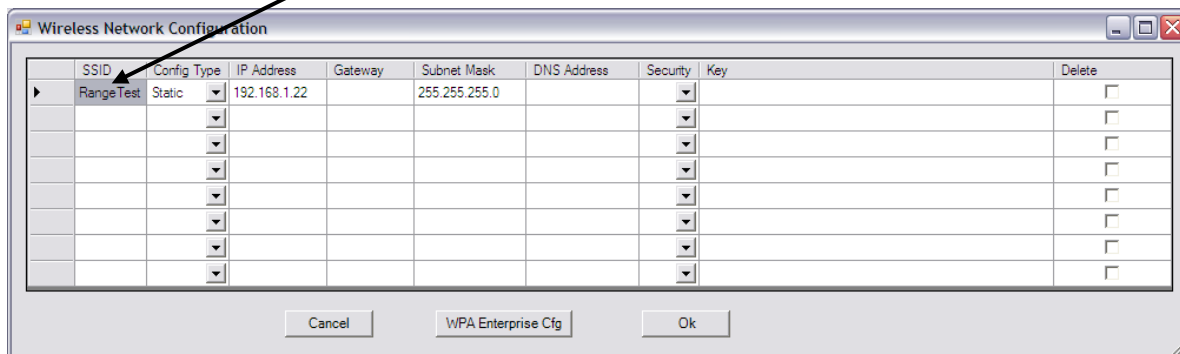 Wireless Network Configuration
SSID Config Type IP Address Gateway Subnet Mask DNS Address Security Key Delete
RangeTest Static 192.168.1.22 255.255.255.0
Cancel WPA Enterprise Cfg Ok